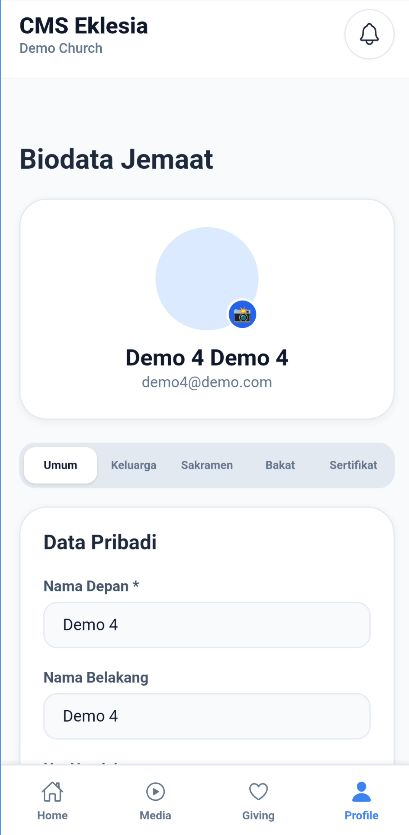 CMS Eklesia
Demo Church
Biodata Jemaat
Demo 4 Demo 4
demo4@demo.com
Umum Keluarga Sakramen Bakat Sertifikat
Data Pribadi
Nama Depan *
Demo 4
Nama Belakang
Demo 4
Home Media Giving Profile